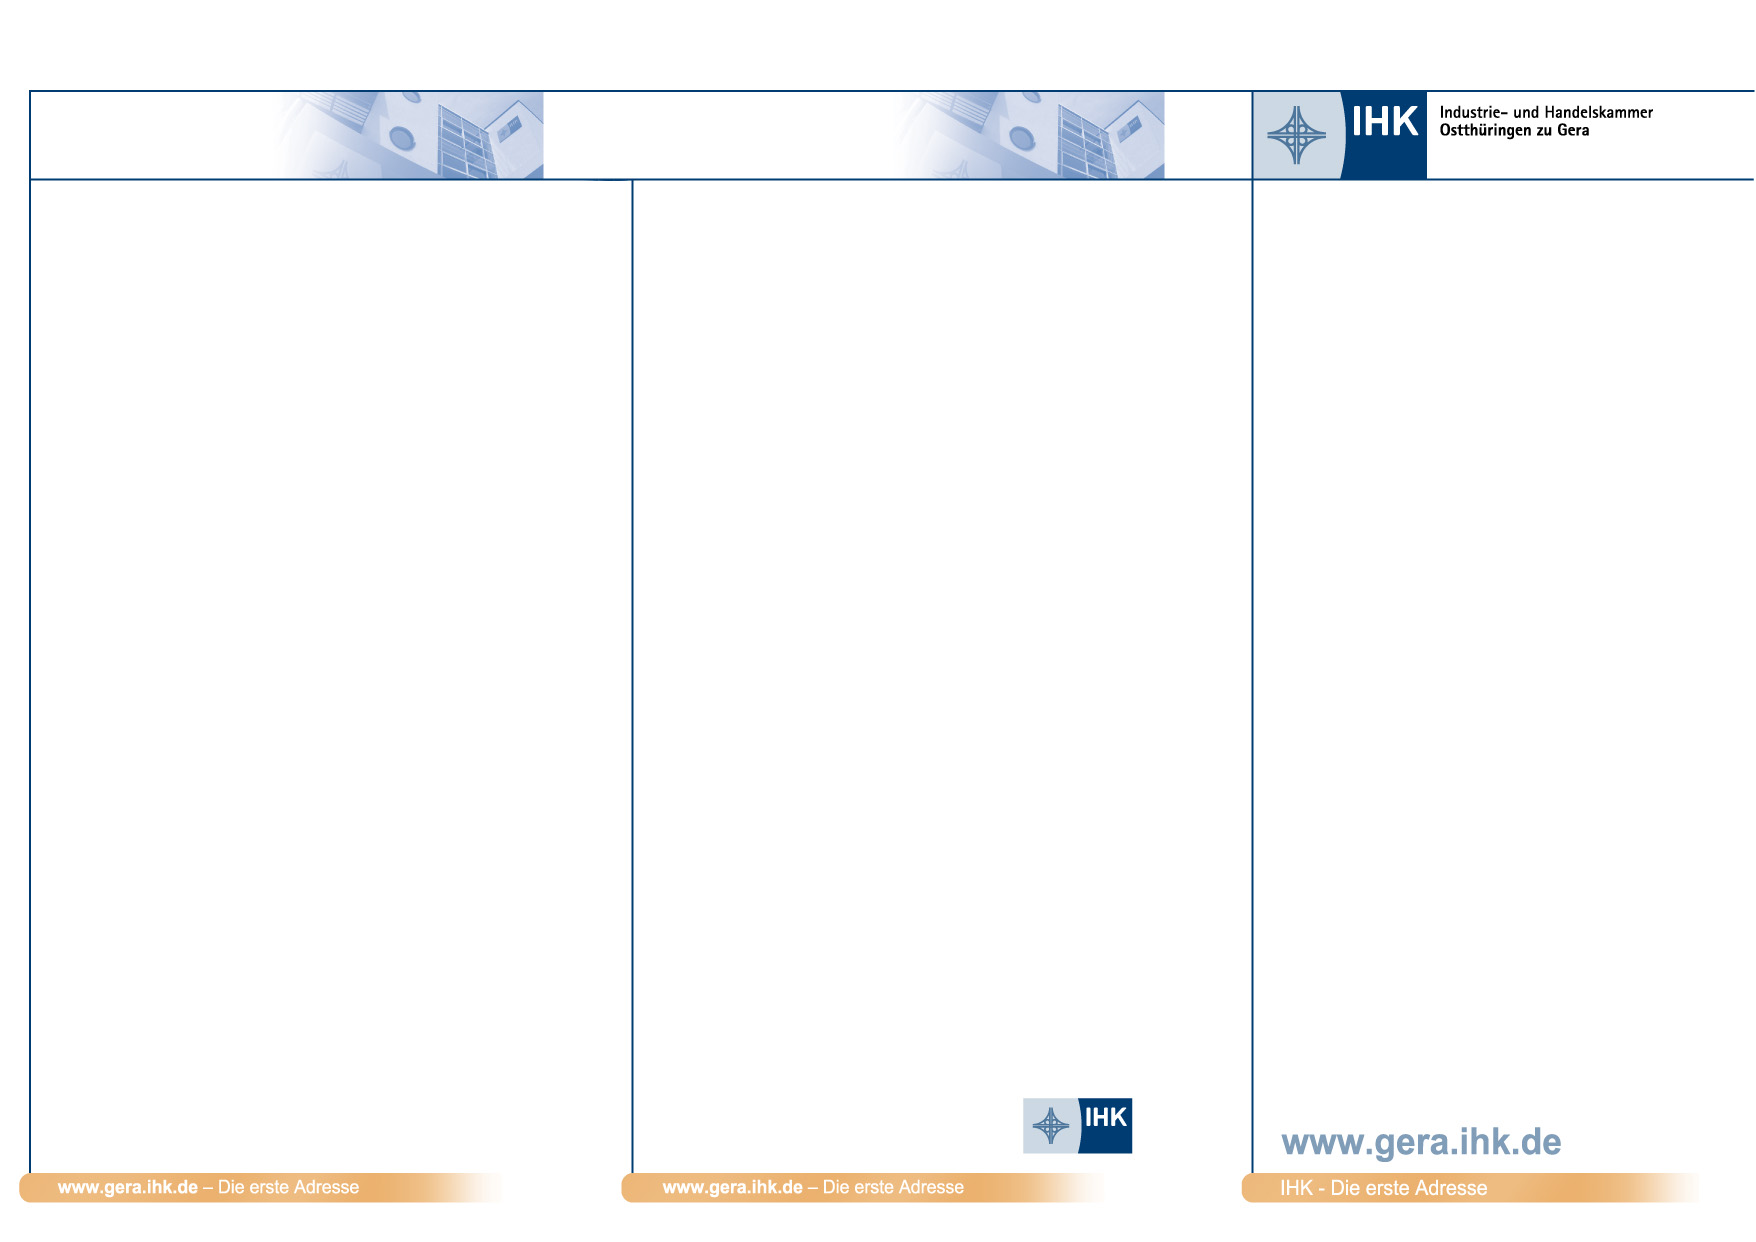 IHK
Industrie- und Handelskammer
Ostthüringen zu Gera
IHK
www.gera.ihk.de
www.gera.ihk.de – Die erste Adresse
www.gera.ihk.de – Die erste Adresse
IHK - Die erste Adresse